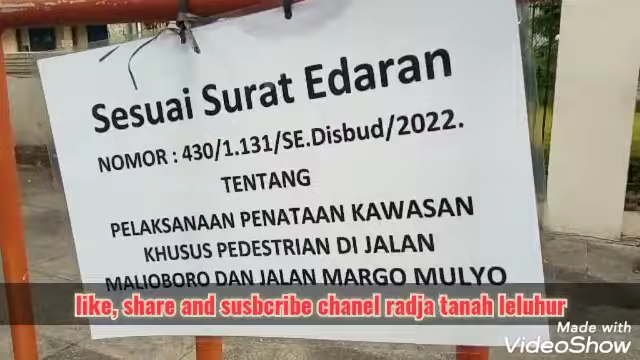 Sesuai Surat Edaran
NOMOR : 430/1.131/SE.Disbud/2022.
TENTANG
PELAKSANAAN PENATAAN KAWASAN
KHUSUS PEDESTRIAN DI JALAN
MALIOBORO DAN JALAN MARGO MULYO
like, share and susbcribe chanel radja tanah leluhur
Made with
VideoShow